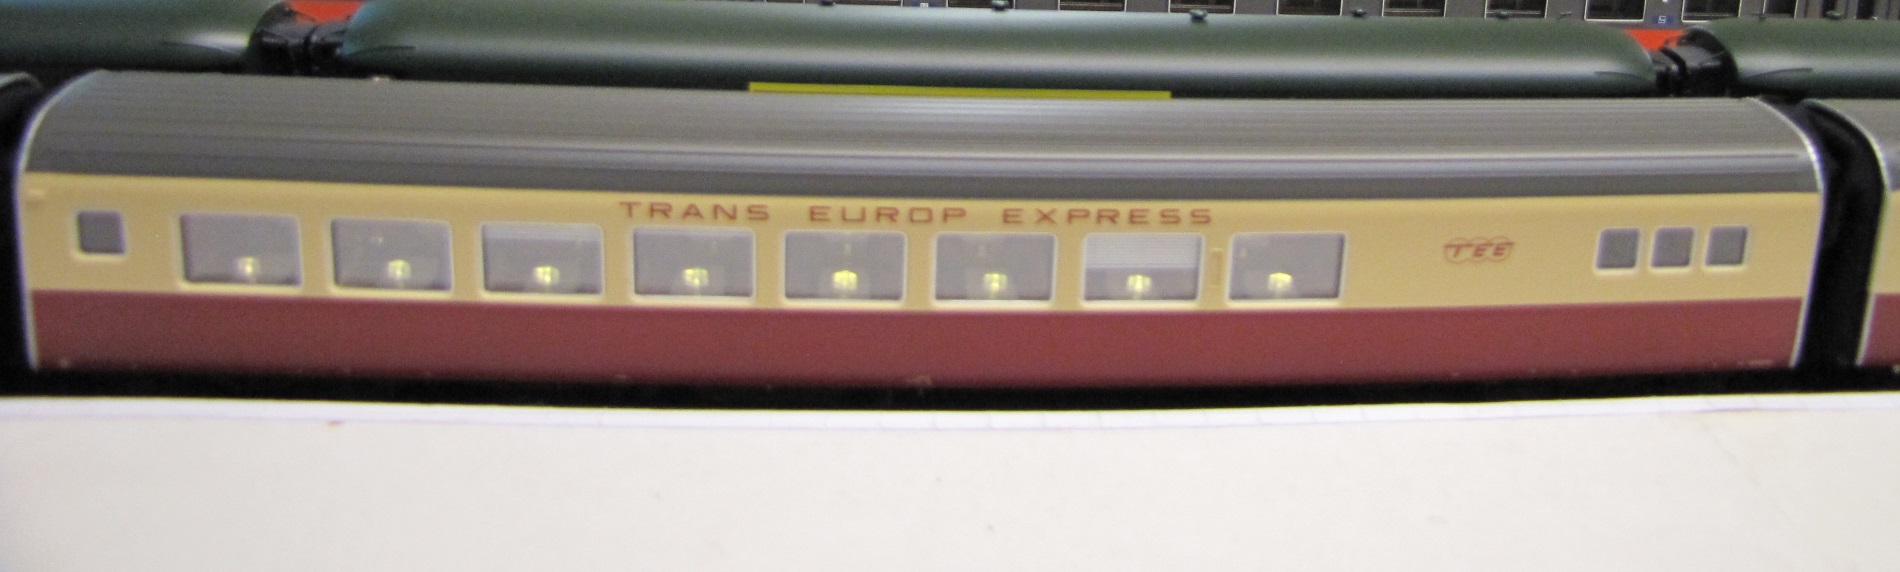 TRANS EUROP EXPRESS
TEE